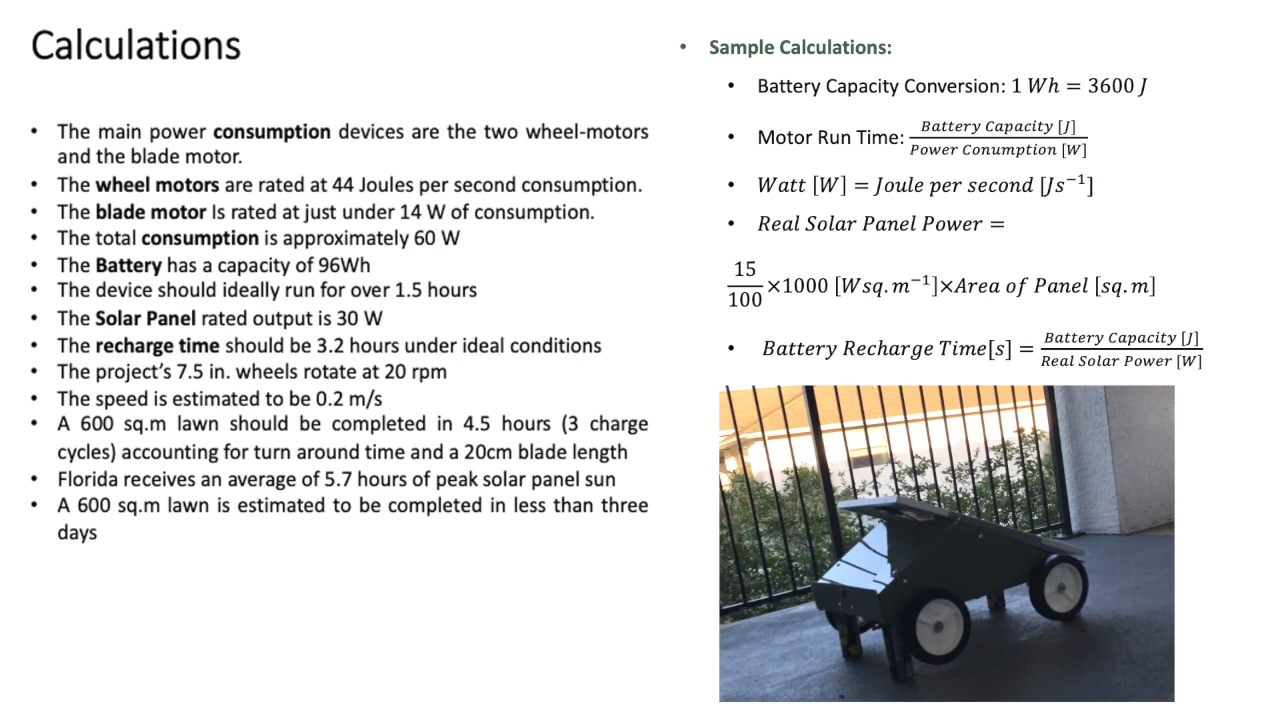 Calculations
• The main power consumption devices are the two wheel-motors
and the blade motor.
• The wheel motors are rated at 44 Joules per second consumption.
• The blade motor Is rated at just under 14 W of consumption.
• The total consumption is approximately 60 W
• The Battery has a capacity of 96Wh
• The device should ideally run for over 1.5 hours
• The Solar Panel rated output is 30 W
• The recharge time should be 3.2 hours under ideal conditions
• The project's 7.5 in. wheels rotate at 20 rpm
• The speed is estimated to be 0.2 m/s
• A 600 sq.m lawn should be completed in 4.5 hours (3 charge
cycles) accounting for turn around time and a 20cm blade length
• Florida receives an average of 5.7 hours of peak solar panel sun
• A 600 sq.m lawn is estimated to be completed in less than three
days
• Sample Calculations:
• Battery Capacity Conversion: 1 Wh = 3600 J
• Motor Run Time: Battery Capacity [J] / Power Conumption [W]
• Watt [W] = Joule per second [Js⁻¹]
• Real Solar Panel Power =
15/100 ×1000 [Wsq.m⁻¹]×Area of Panel [sq.m]
• Battery Recharge Time[s] = Battery Capacity [J] / Real Solar Power [W]